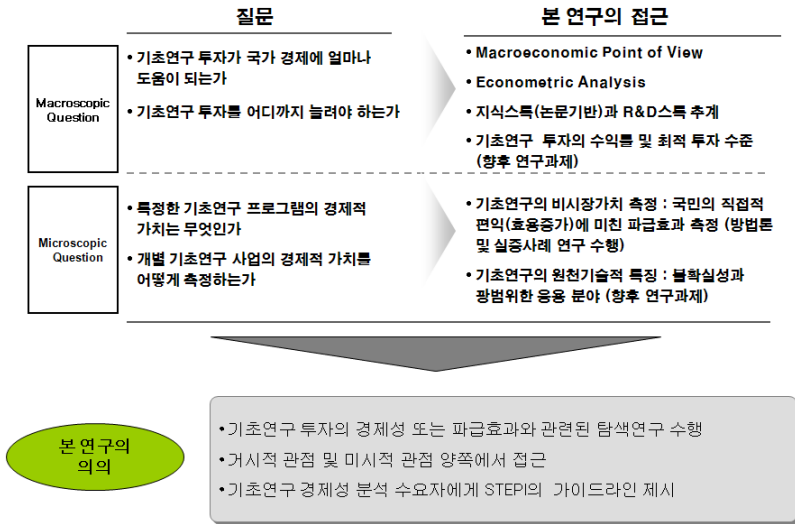 질문
본 연구의 접근
Macroscopic
Question
• 기초연구 투자가 국가 경제에 얼마나
도움이 되는가
• 기초연구 투자를 어디까지 늘려야 하는가
• Macroeconomic Point of View
• Econometric Analysis
• 지식스톡(논문기반)과 R&D스톡 추계
• 기초연구 투자의 수익률 및 최적 투자 수준
(향후 연구과제)
Microscopic
Question
• 특정한 기초연구 프로그램의 경제적
가치는 무엇인가
• 개별 기초연구 사업의 경제적 가치를
어떻게 측정하는가
• 기초연구의 비시장가치 측정 : 국민의 직접적
편익(효용증가)에 미친 파급효과 측정 (방법론
및 실증사례 연구 수행)
• 기초연구의 원천기술적 특징 : 불확실성과
광범위한 응용 분야 (향후 연구과제)
본 연구의
의의
• 기초연구 투자의 경제성 또는 파급효과와 관련된 탐색연구 수행
• 거시적 관점 및 미시적 관점 양쪽에서 접근
• 기초연구 경제성 분석 수요자에게 STEPI의 가이드라인 제시